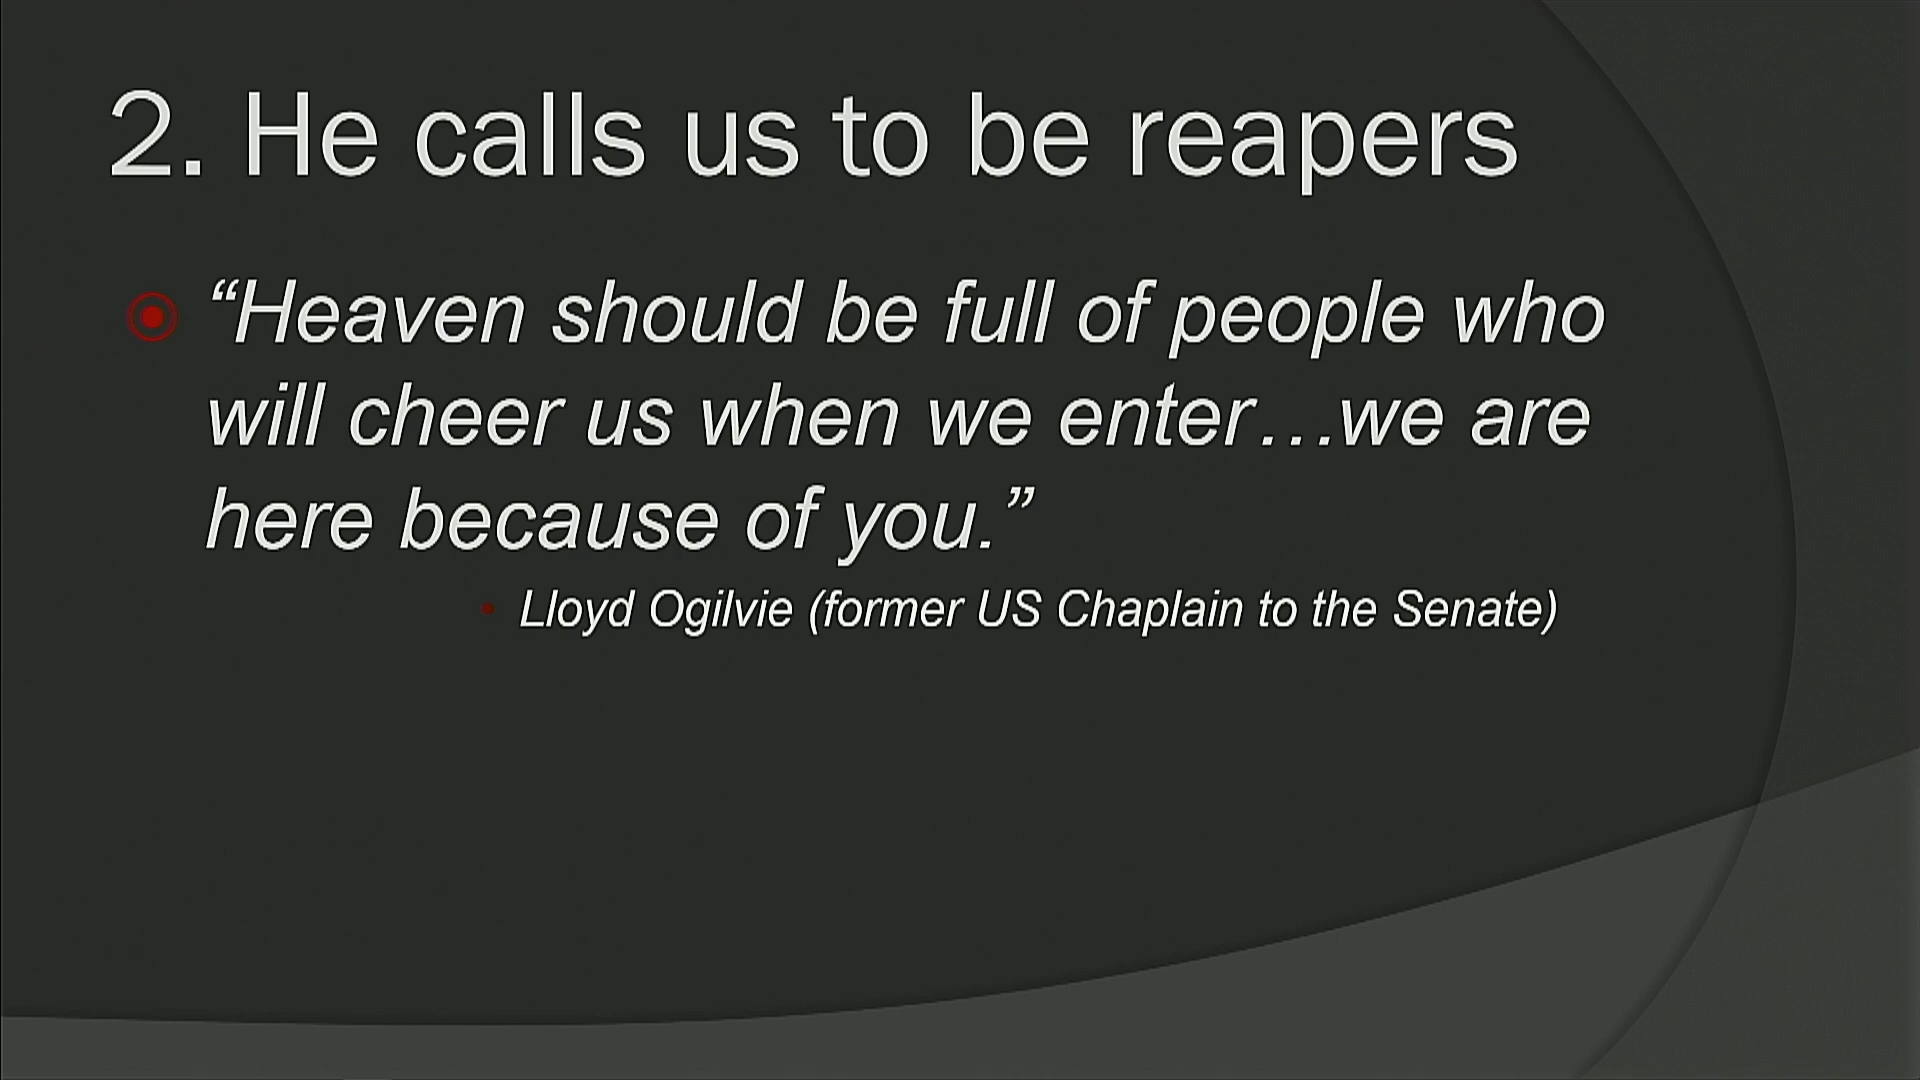 2. He calls us to be reapers
“Heaven should be full of people who
will cheer us when we enter…we are
here because of you.”
Lloyd Ogilvie (former US Chaplain to the Senate)